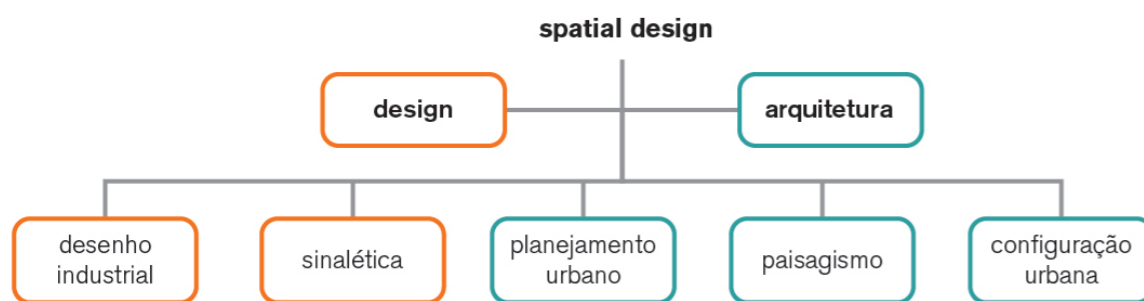 spatial design
design
arquitetura
desenho
industrial
sinalética
planejamento
urbano
paisagismo
configuração
urbana